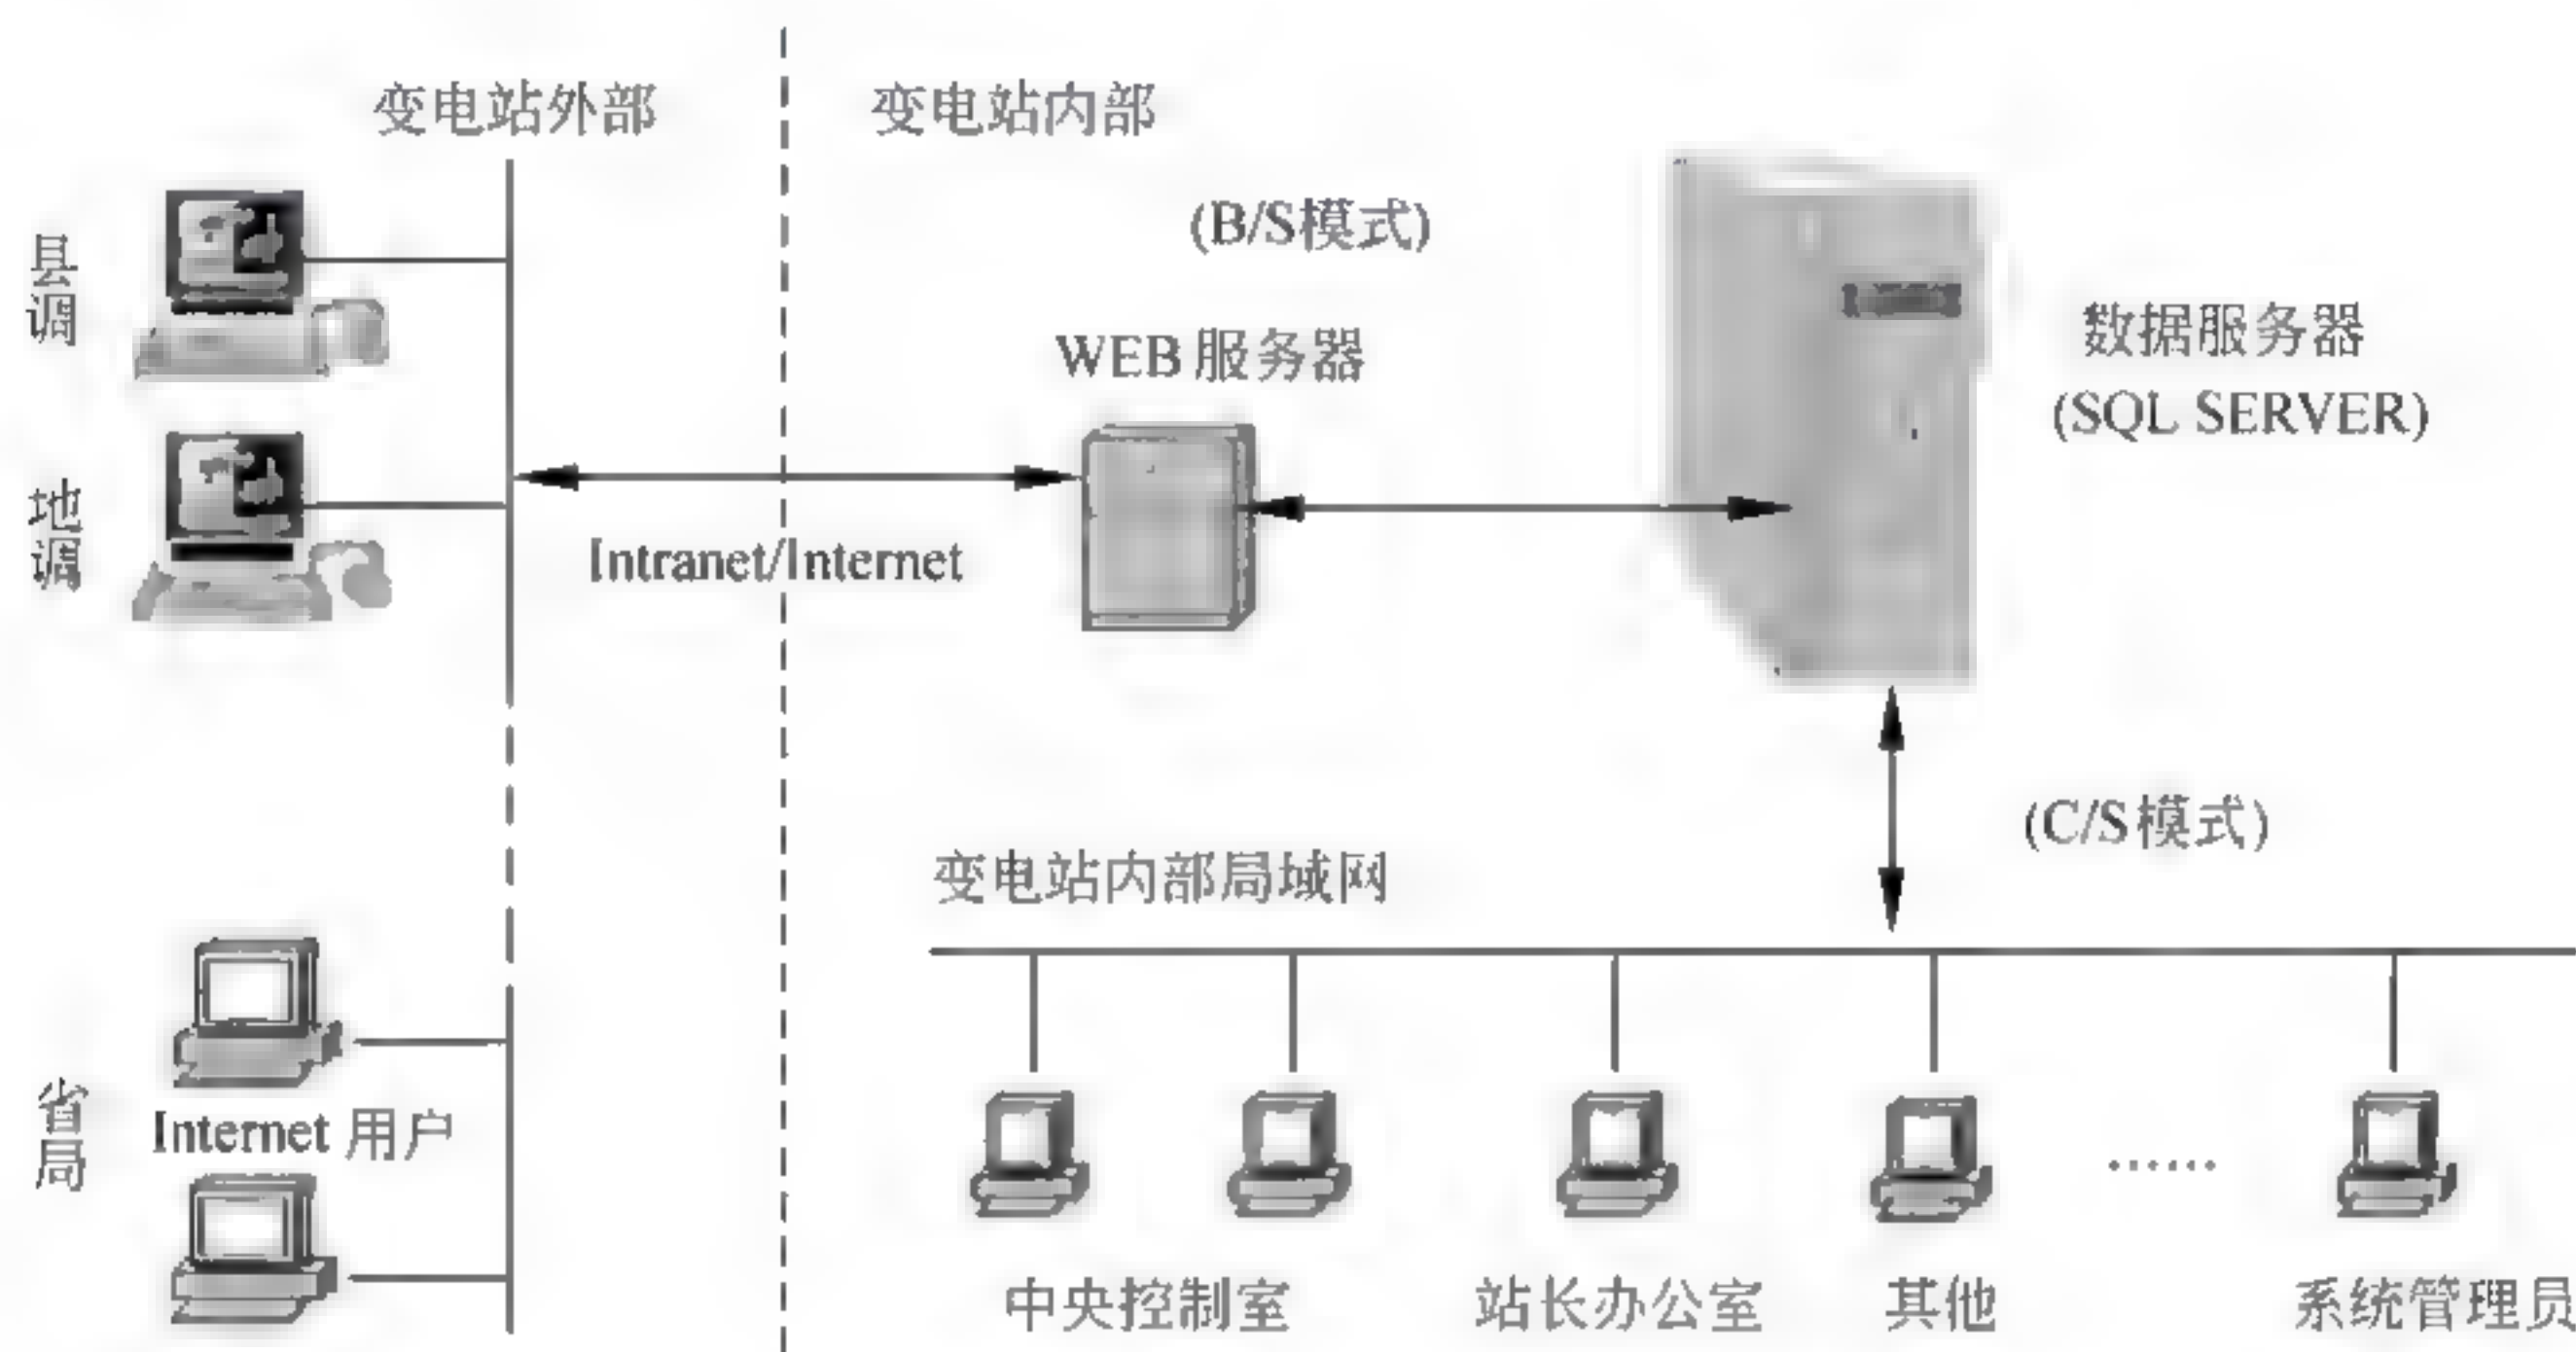 变电站外部
变电站内部
(B/S模式)
县调
WEB 服务器
数据服务器
(SQL SERVER)
地调
Intranet/Internet
(C/S模式)
变电站内部局域网
省局
Internet 用户
······
中央控制室
站长办公室
其他
系统管理员